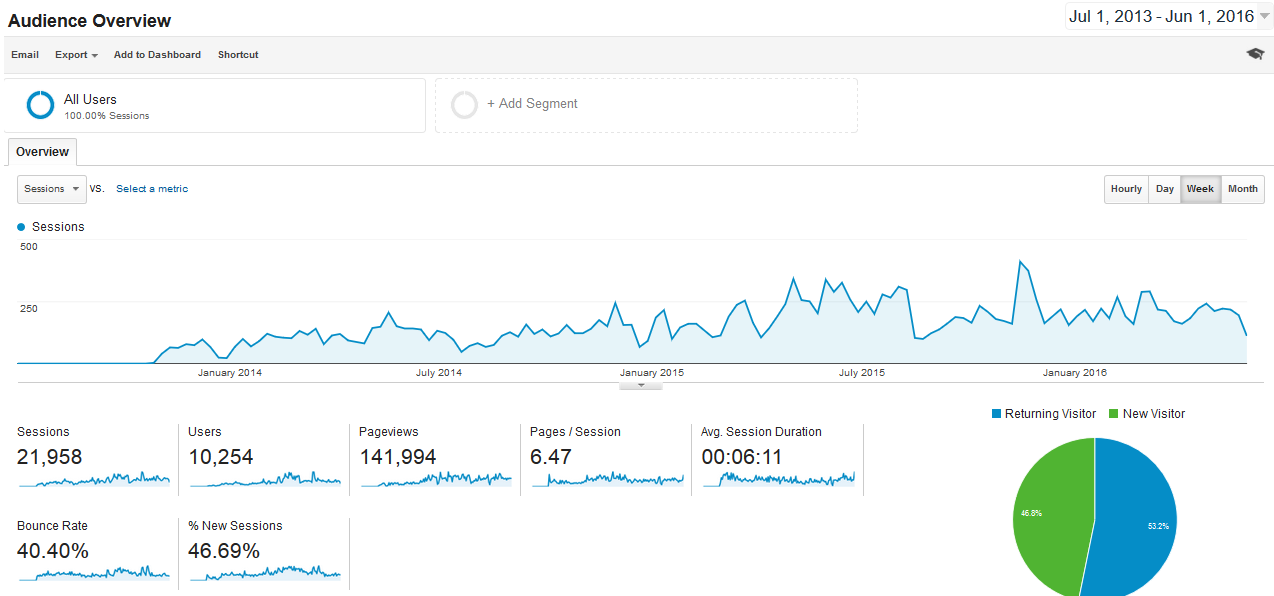 Audience Overview
Jul 1, 2013 - Jun 1, 2016
Email Export Add to Dashboard Shortcut
All Users
100.00% Sessions
+ Add Segment
Overview
Sessions VS. Select a metric
Hourly Day Week Month
Sessions
500
250
January 2014 July 2014 January 2015 July 2015 January 2016
Returning Visitor New Visitor
Sessions
21,958
Users
10,254
Pageviews
141,994
Pages / Session
6.47
Avg. Session Duration
00:06:11
Bounce Rate
40.40%
% New Sessions
46.69%
46.8%
53.2%